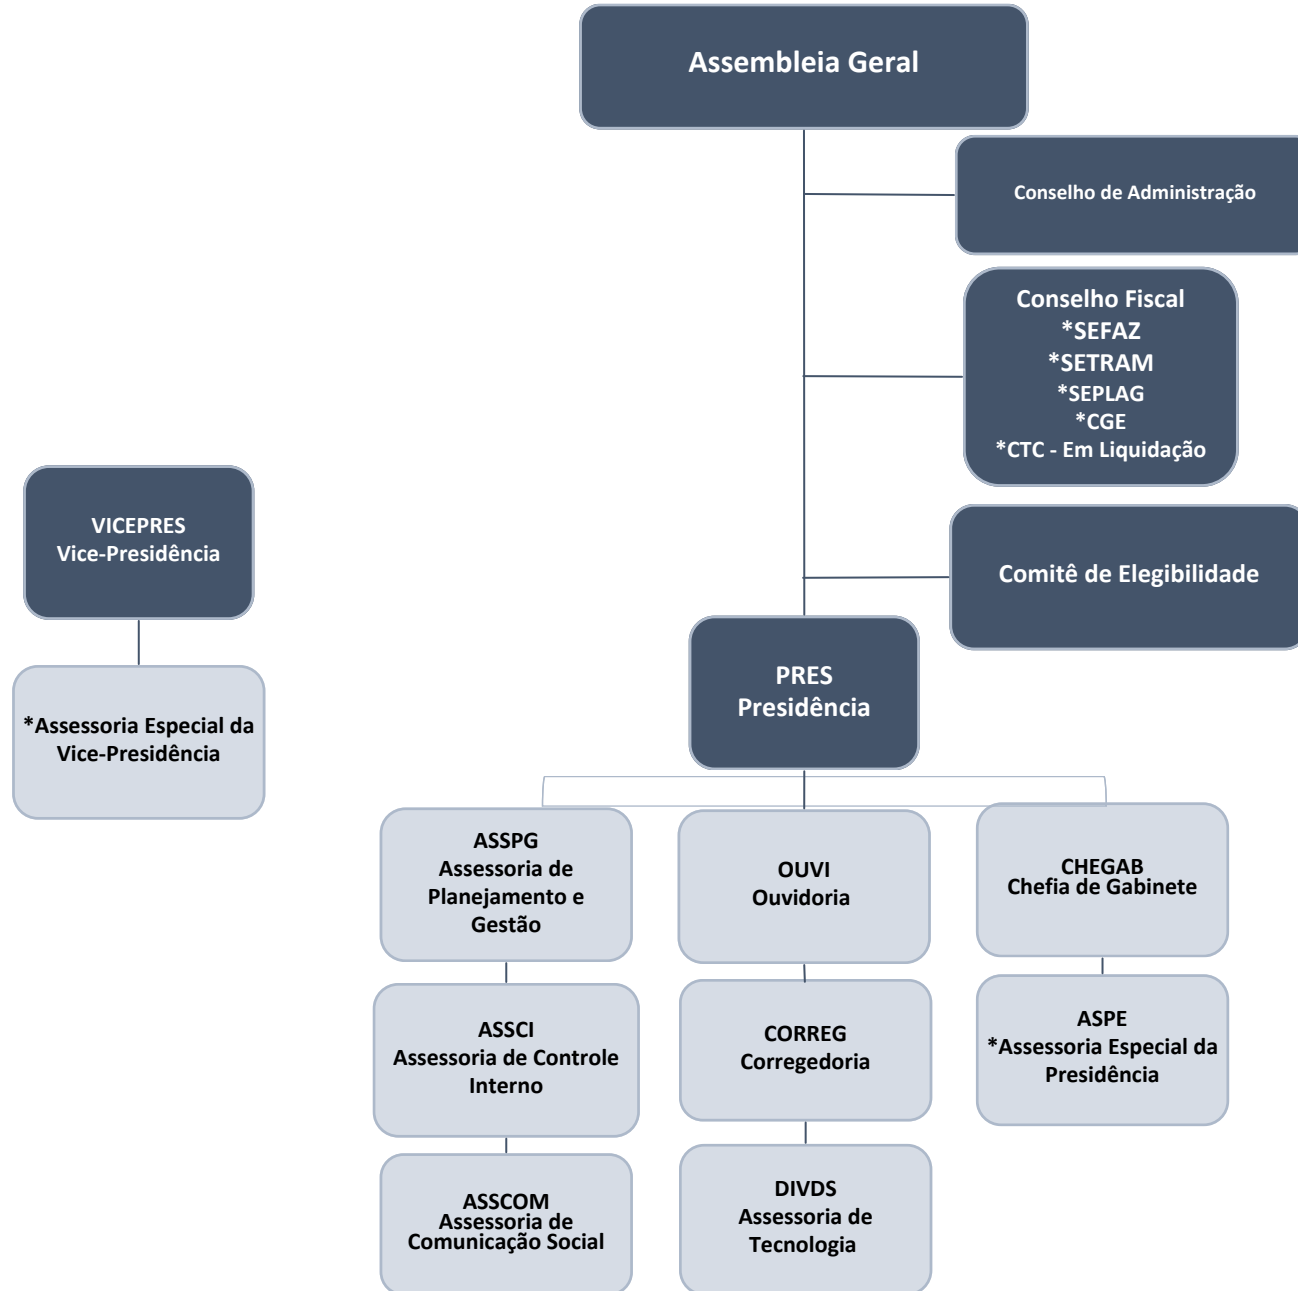 Assembleia Geral
Conselho de Administração
Conselho Fiscal
*SEFAZ
*SETRAM
*SEPLAG
*CGE
*CTC - Em Liquidação
VICEPRES
Vice-Presidência
Comitê de Elegibilidade
*Assessoria Especial da
Vice-Presidência
PRES
Presidência
ASSPG
Assessoria de
Planejamento e
Gestão
OUVI
Ouvidoria
CHEGAB
Chefia de Gabinete
ASSCI
Assessoria de Controle
Interno
CORREG
Corregedoria
ASPE
*Assessoria Especial da
Presidência
ASSCOM
Assessoria de
Comunicação Social
DIVDS
Assessoria de
Tecnologia